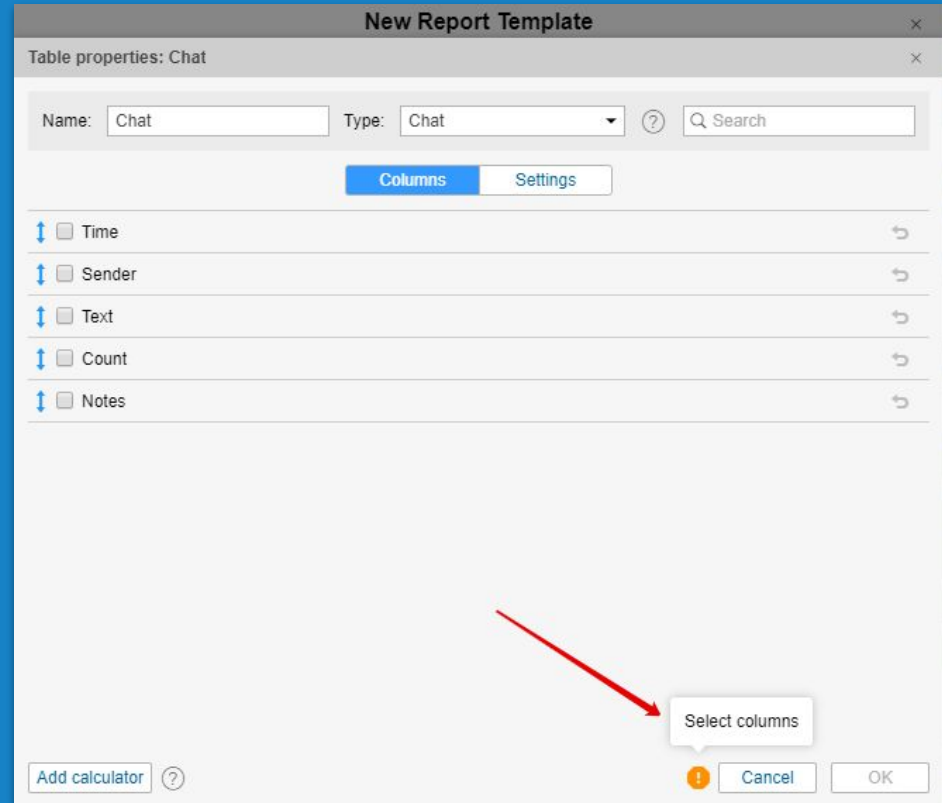 New Report Template
Table properties: Chat
Name: Chat Type: Chat ? Search
Columns Settings
Time
Sender
Text
Count
Notes
Select columns
Add calculator ? ! Cancel OK